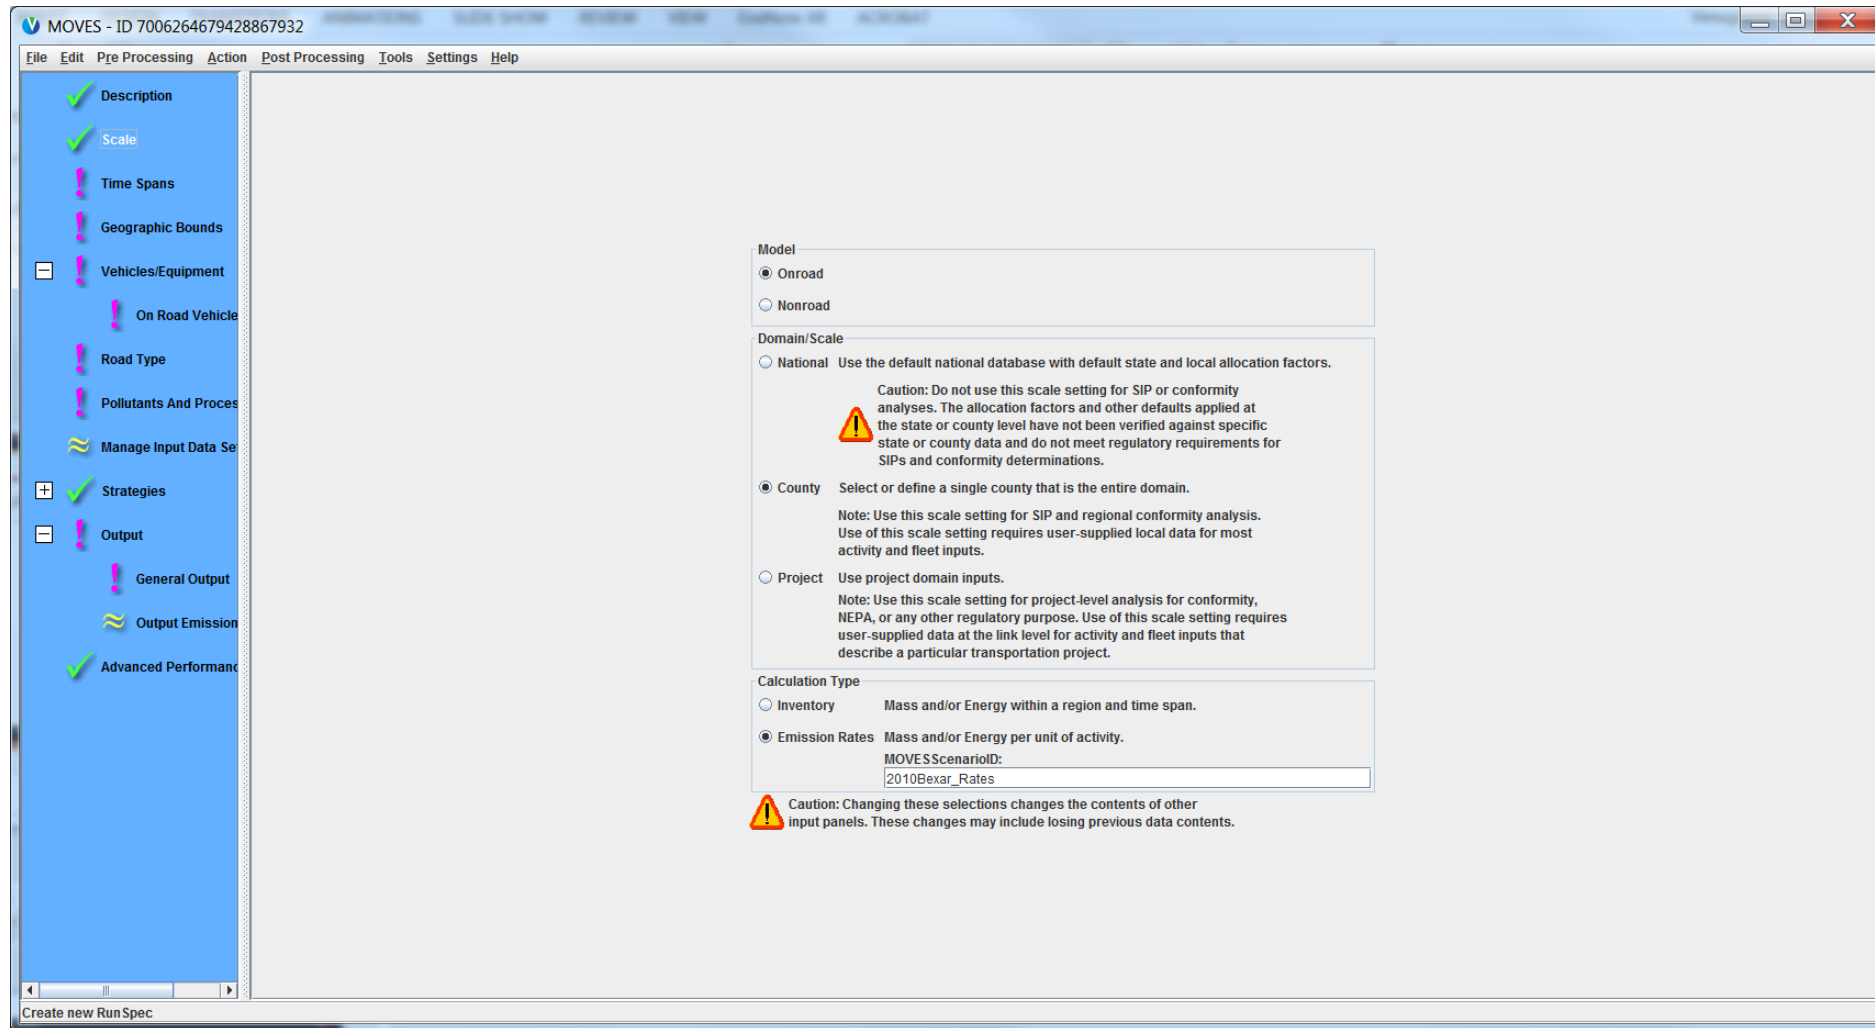 ANIMATIONS SLIDE SHOW REVIEW VIEW EndNote X8 ACROBAT
MOVES - ID 7006264679428867932
File Edit Pre Processing Action Post Processing Tools Settings Help
Description
Scale
Time Spans
Geographic Bounds
Vehicles/Equipment
On Road Vehicle
Road Type
Pollutants And Proces
Manage Input Data Se
Strategies
Output
General Output
Output Emission
Advanced Performanc
Model
Onroad
Nonroad
Domain/Scale
National Use the default national database with default state and local allocation factors.
Caution: Do not use this scale setting for SIP or conformity
analyses. The allocation factors and other defaults applied at
the state or county level have not been verified against specific
state or county data and do not meet regulatory requirements for
SIPs and conformity determinations.
County Select or define a single county that is the entire domain.
Note: Use this scale setting for SIP and regional conformity analysis.
Use of this scale setting requires user-supplied local data for most
activity and fleet inputs.
Project Use project domain inputs.
Note: Use this scale setting for project-level analysis for conformity,
NEPA, or any other regulatory purpose. Use of this scale setting requires
user-supplied data at the link level for activity and fleet inputs that
describe a particular transportation project.
Calculation Type
Inventory Mass and/or Energy within a region and time span.
Emission Rates Mass and/or Energy per unit of activity.
MOVESScenarioID:
2010Bexar_Rates
Caution: Changing these selections changes the contents of other
input panels. These changes may include losing previous data contents.
Create new RunSpec